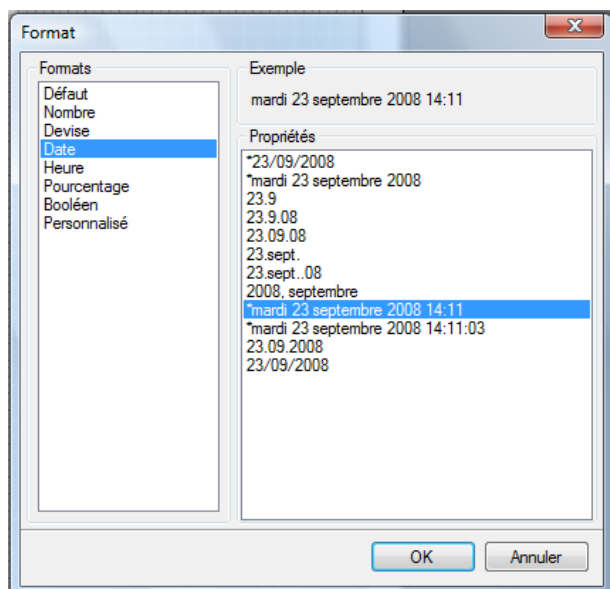 Format
Formats
Défaut
Nombre
Devise
Date
Heure
Pourcentage
Booléen
Personnalisé
Exemple
mardi 23 septembre 2008 14:11
Propriétés
*23/09/2008
*mardi 23 septembre 2008
23.9
23.9.08
23.09.08
23.sept.
23.sept..08
2008, septembre
*mardi 23 septembre 2008 14:11
*mardi 23 septembre 2008 14:11:03
23.09.2008
23/09/2008
OK
Annuler